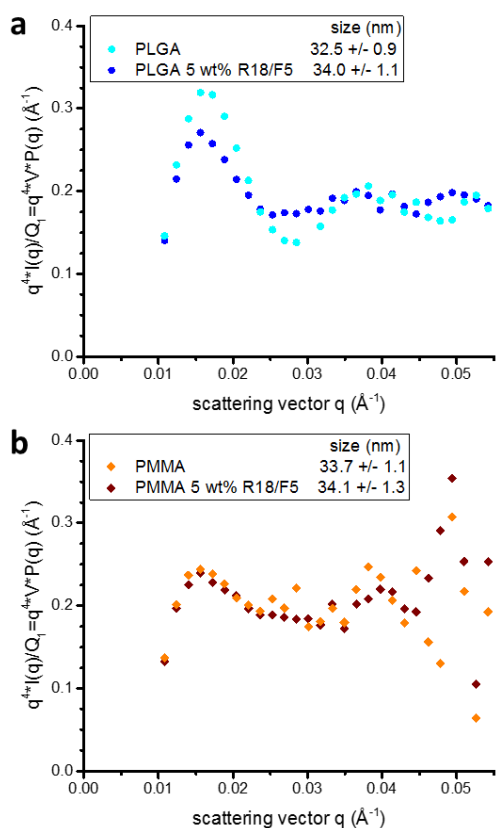 a
size (nm)
PLGA 32.5 +/- 0.9
PLGA 5 wt% R18/F5 34.0 +/- 1.1
q⁴*I(q)/Q₁=q⁴*V*P(q) (Å⁻¹)
0.4
0.3
0.2
0.1
0.0
0.00 0.01 0.02 0.03 0.04 0.05
scattering vector q (Å⁻¹)
b
size (nm)
PMMA 33.7 +/- 1.1
PMMA 5 wt% R18/F5 34.1 +/- 1.3
q⁴*I(q)/Q₁=q⁴*V*P(q) (Å⁻¹)
0.4
0.3
0.2
0.1
0.0
0.00 0.01 0.02 0.03 0.04 0.05
scattering vector q (Å⁻¹)